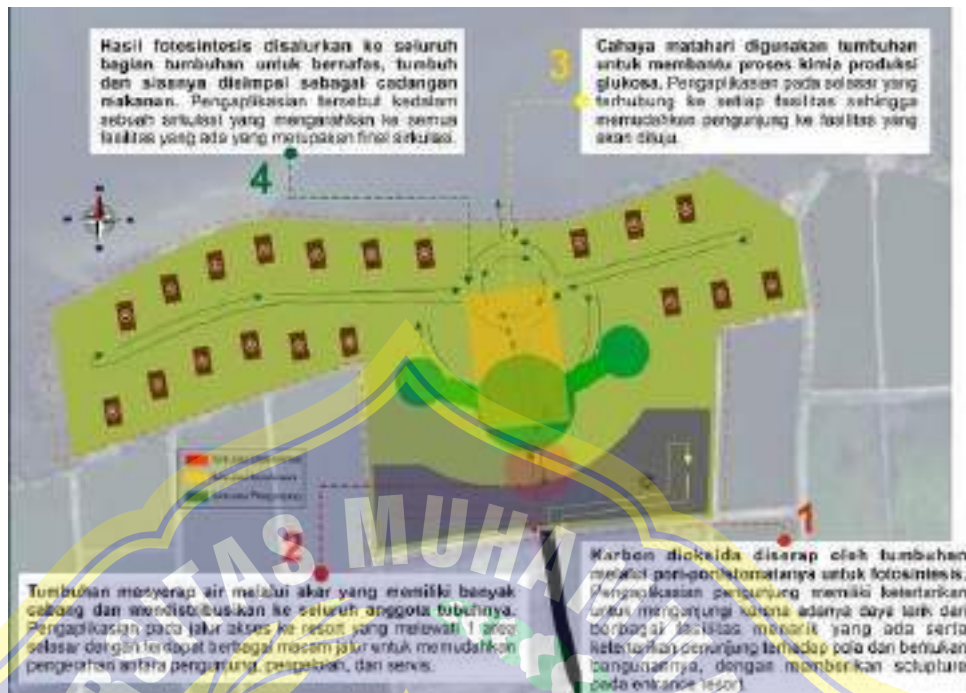 Hasil fotosintesis disalurkan ke seluruh
bagian tumbuhan untuk bernafas, tumbuh
dan sisanya disimpai sebagai cadangan
makanan. Pengaplikasian tersebut kedalam
sebuah sirkulasi yang mengarahkan ke semua
fasilitas yang ada yang merupakan final sirkulasi.
4
Cahaya matahari digunakan tumbuhan
untuk membantu proses kimia produksi
glukosa. Pengaplikasian pada selasar yang
terhubung ke setiap fasilitas sehingga
memudahkan pengunjung ke fasilitas yang
akan dituju.
3
2
Tumbuhan menyerap air melalui akar yang memiliki banyak
cabang dan mendistribusikan ke seluruh anggota tubuhnya.
Pengaplikasian pada jalur akses ke resort yang melewati 1 area
selasar dengan terdapat berbagai macam jalur untuk memudahkan
pengerahan antara pengunjung, pengelola, dan servis.
1
Karbon dioksida diserap oleh tumbuhan
melalui pori-pori/stomatanya untuk fotosintesis.
Pengaplikasian pengunjung memiliki ketertarikan
untuk mengunjungi karena adanya daya tarik dari
berbagai fasilitas menarik yang ada serta
ketertarikan pengunjung terhadap pola dan bentukan
bangunannya, dengan memberikan sclupture
pada entrance resort.
ITAS MUHA